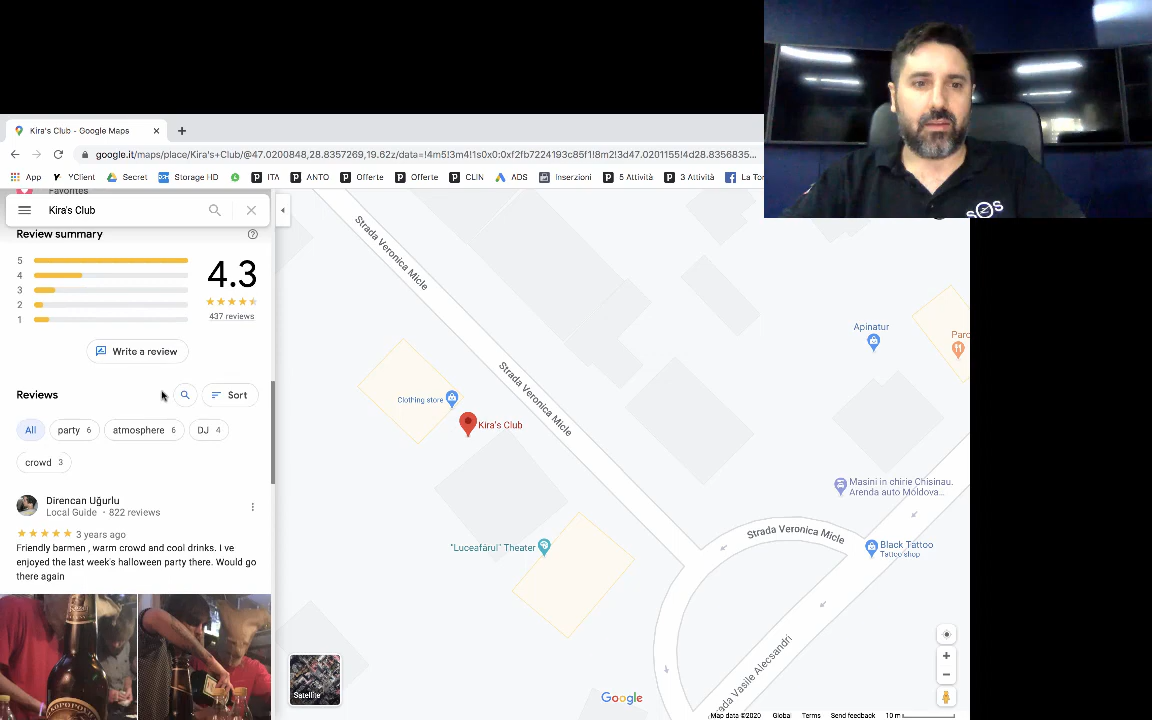 Kira's Club - Google Maps
google.it/maps/place/Kira's+Club/@47.0200848,28.8357269,19.62z/data=!4m5!3m4!1s0x0:0xf2fb7224193c85f1!8m2!3d47.0201155!4d28.8356835...
App YClient Secret Storage HD ITA ANTO Offerte Offerte CLIN ADS Inserzioni 5 Attività 3 Attività La Tor
Favorites
Kira's Club
Review summary
5
4
3
2
1
4.3
437 reviews
Write a review
Reviews
Sort
All party 6 atmosphere 6 DJ 4
crowd 3
Direncan Uğurlu
Local Guide · 822 reviews
3 years ago
Friendly barmen , warm crowd and cool drinks. I ve
enjoyed the last week's halloween party there. Would go
there again
Strada Veronica Micle
Strada Veronica Micle
Clothing store
Kira's Club
"Luceafărul" Theater
Apinatur
Parc
Masini in chirie Chisinau.
Arenda auto Moldova...
Strada Veronica Micle
Black Tattoo
Tattoo shop
Strada Vasile Alecsandri
Satellite
Google
Map data ©2020 Global Terms Send feedback 10 m
SOS